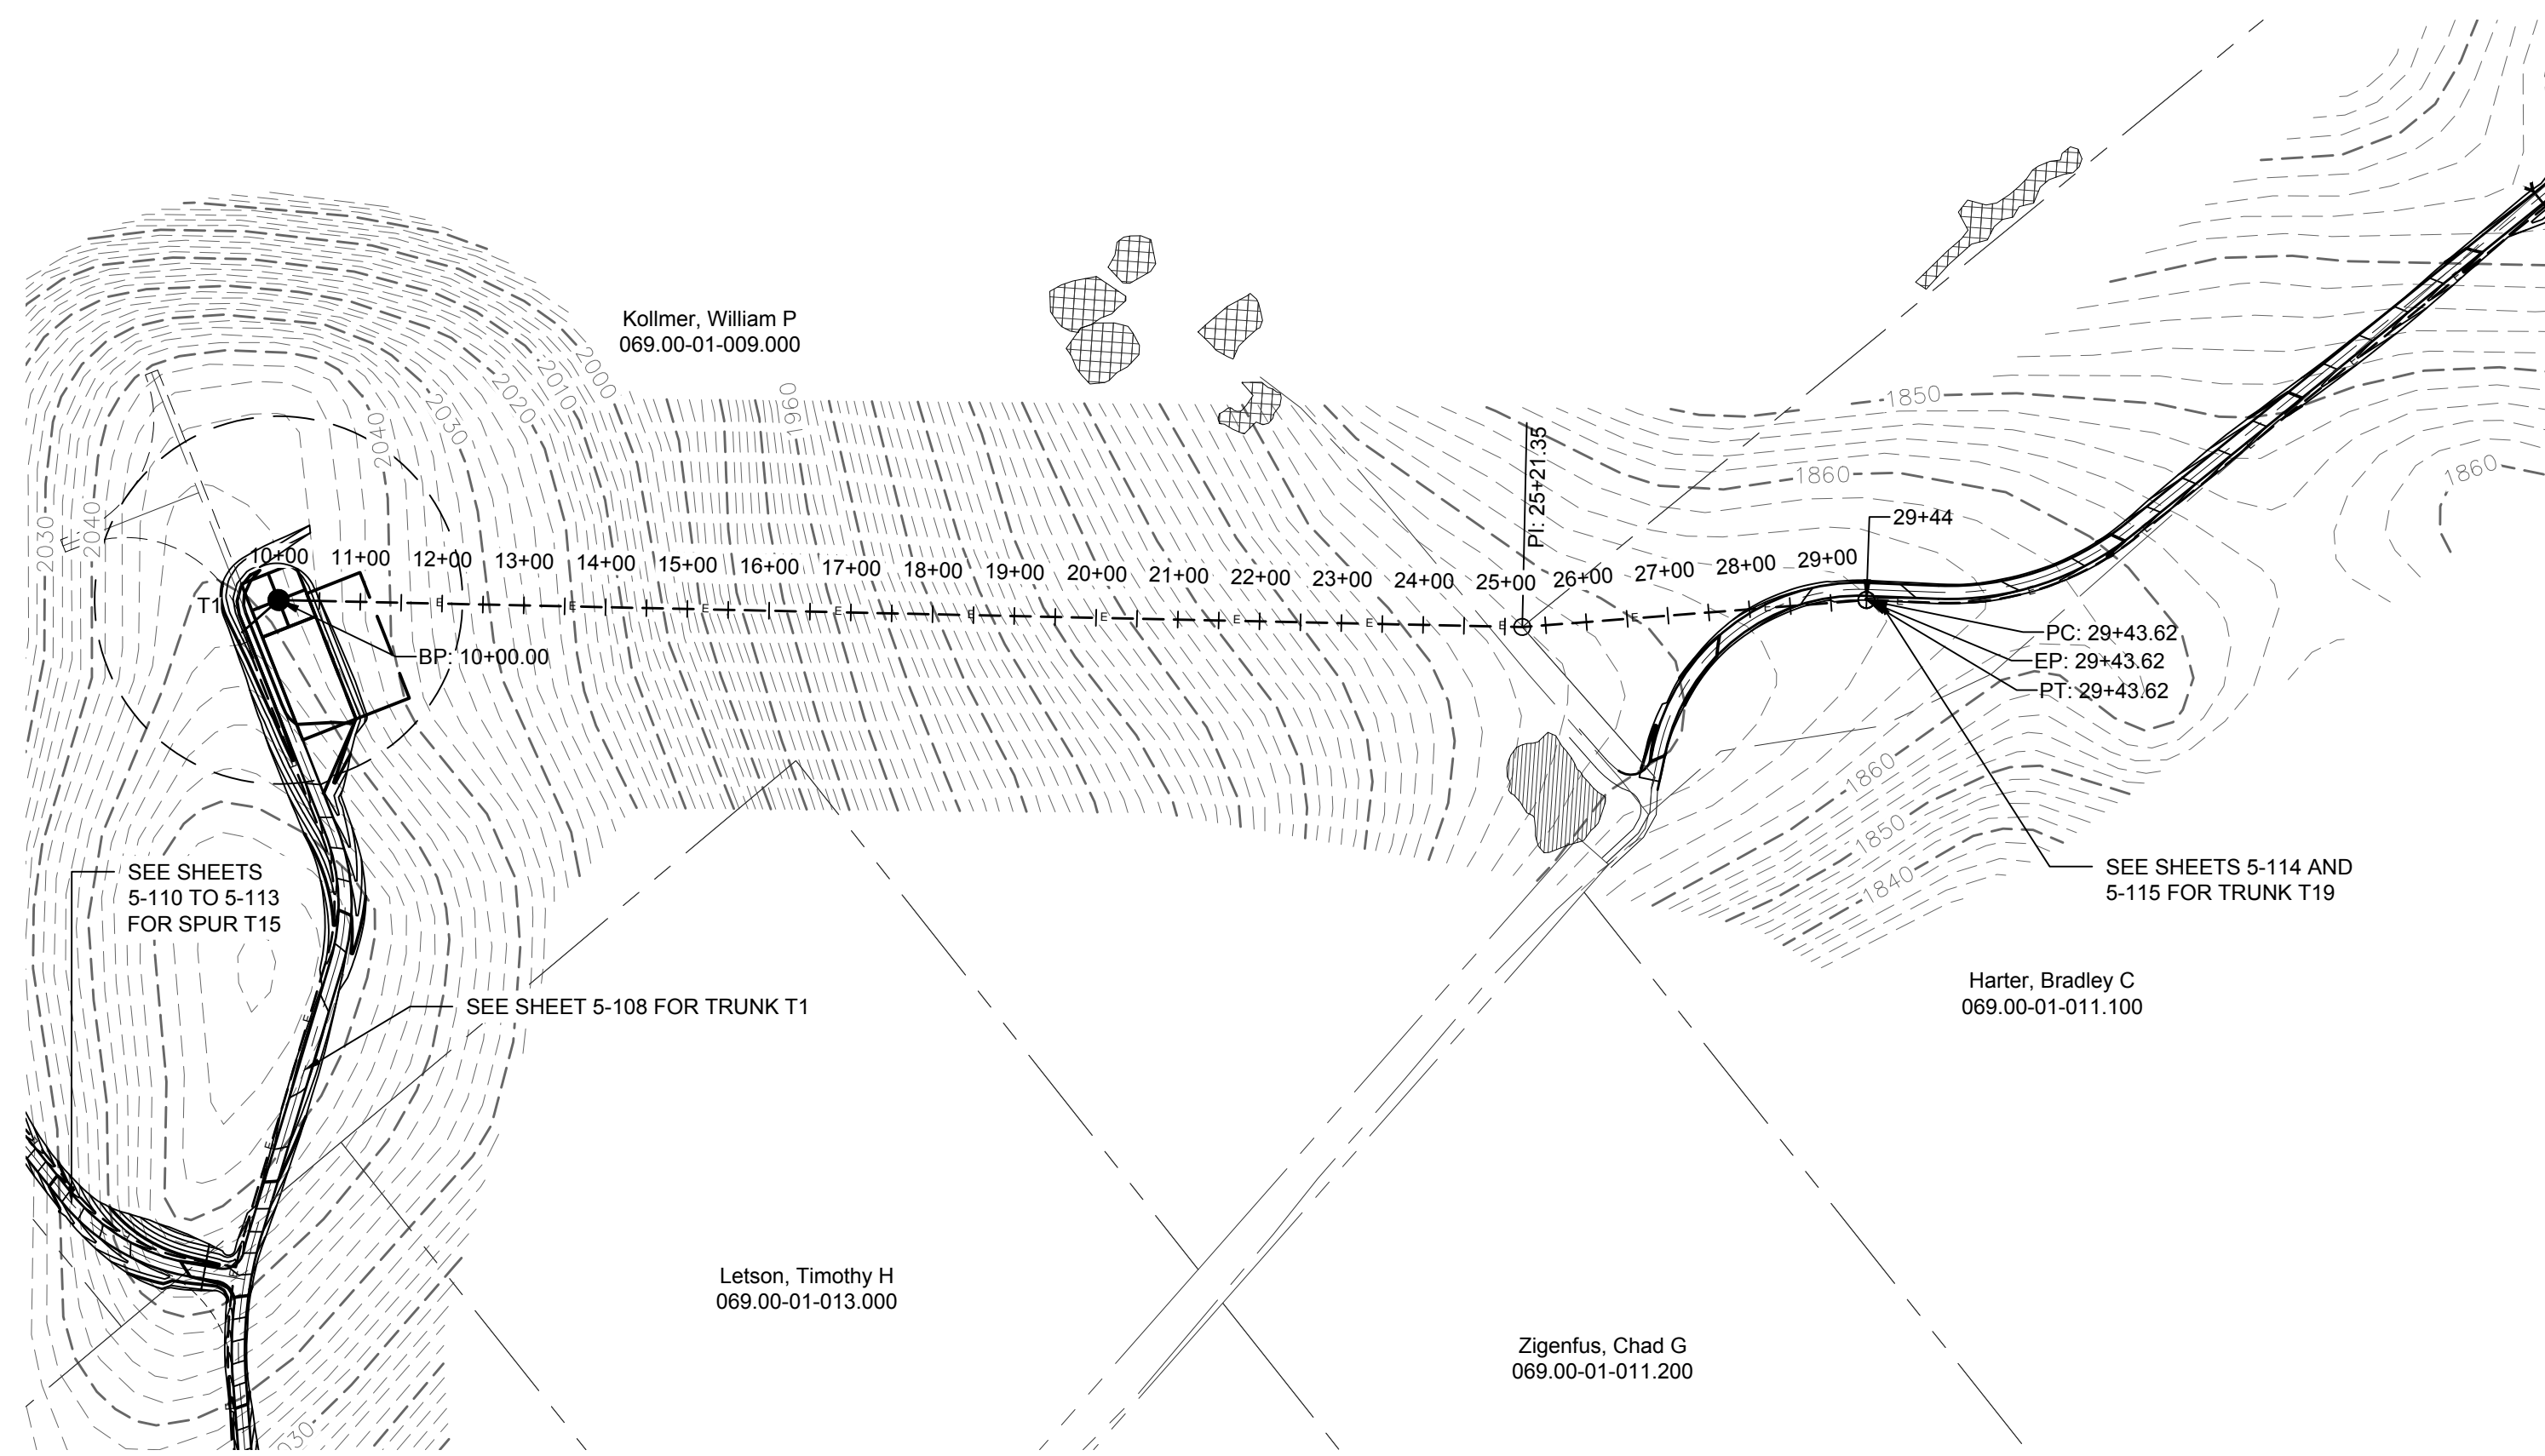 Kollmer, William P
069.00-01-009.000
2000
2010
2020
2030
2040
2030
2040
1960
1850
1860
1860
PI: 25+21.35
29+44
10+00
11+00
12+00
13+00
14+00
15+00
16+00
17+00
18+00
19+00
20+00
21+00
22+00
23+00
24+00
25+00
26+00
27+00
28+00
29+00
T1
E E E E E E E E E E E
BP: 10+00.00
PC: 29+43.62
EP: 29+43.62
PT: 29+43.62
1860
1850
1840
SEE SHEETS
5-110 TO 5-113
FOR SPUR T15
SEE SHEETS 5-114 AND
5-115 FOR TRUNK T19
SEE SHEET 5-108 FOR TRUNK T1
Harter, Bradley C
069.00-01-011.100
Letson, Timothy H
069.00-01-013.000
Zigenfus, Chad G
069.00-01-011.200